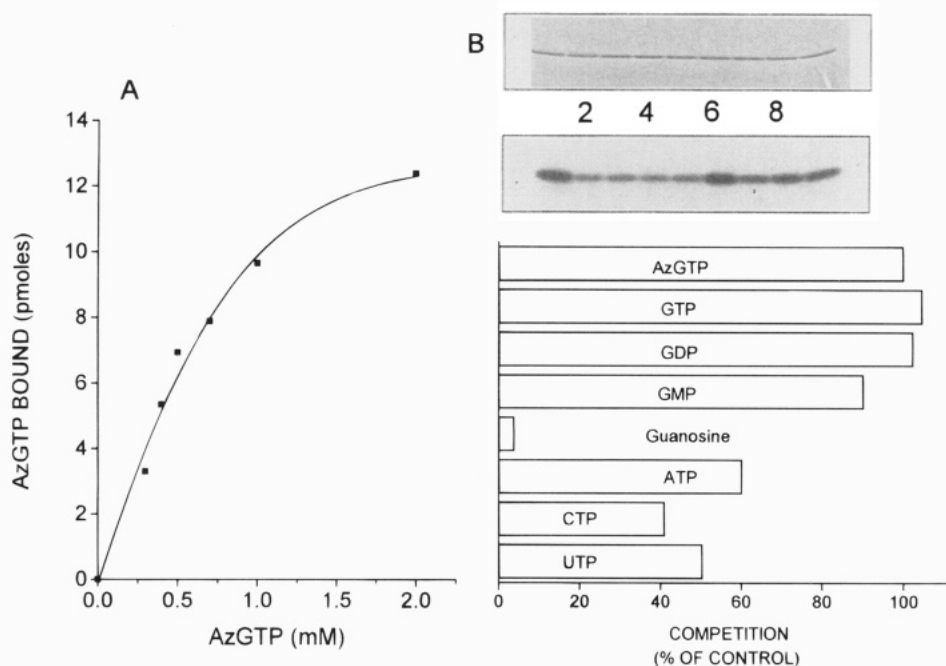 A
14
12
10
8
6
4
2
0
AzGTP BOUND (pmoles)
0.0 0.5 1.0 1.5 2.0
AzGTP (mM)
B
2 4 6 8
AzGTP
GTP
GDP
GMP
Guanosine
ATP
CTP
UTP
0 20 40 60 80 100
COMPETITION
(% OF CONTROL)